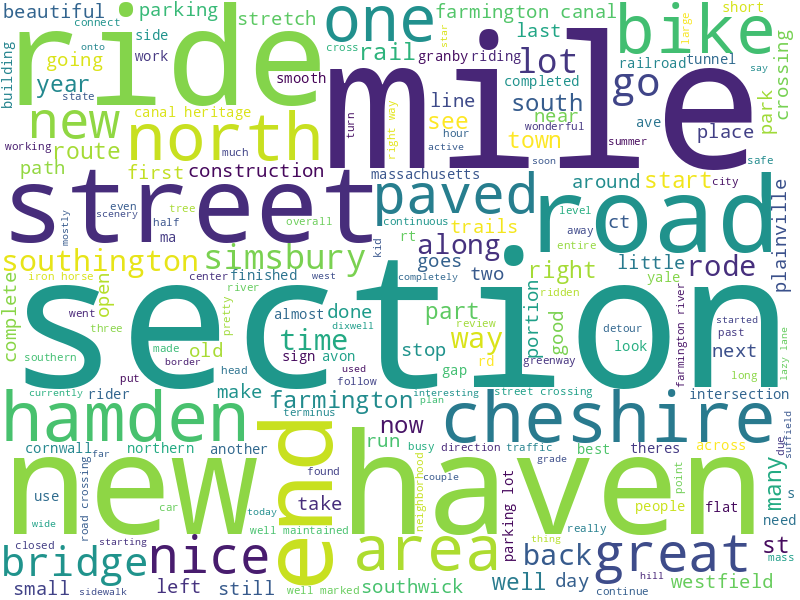 beautiful
connect
parking
stretch
one
farmington canal
short
bike
large
onto
side
last
cross
star
building
ride
going
work
rail
granby
riding
railroad
tunnel
say
crossing
year
state
smooth
completed
lot
go
park
mile
canal heritage
line
south
near
new
north
turn
right way
see
hour
wonderful
ave
place
working
route
much
active
town
summer
safe
path
first
construction
massachusetts
soon
city
street
even
scenery
tree
paved
around
start
mostly
half
overall
continuous
trails
level
road
ct
ma
kid
rt
along
away
entire
plainville
southington
simsbury
goes
two
right
little
rode
complete
iron horse
open
center
finished
west
completely
ridden
yale
river
section
went
three
pretty
almost
done
part
portion
good
detour
started
farmington river
dixwell
time
review
way
look
past
next
lazy lane
southern
made
old
sign
avon
stop
rd
greenway
border
head
used
gap
long
currently
put
follow
interesting
street crossing
intersection
hamden
rider
make
farmington
plan
cheshire
terminus
now
cornwall
northern
another
run
busy
direction
traffic
best
theres
across
due
suffield
far
road crossing
end
found
neighborhood
couple
grade
point
many
new haven
use
car
today
take
parking lot
people
flat
s
wide
well maintained
really
need
closed
starting
area
thing
st
mass
bridge
nice
back
great
small
sidewalk
left
still
well marked
southwick
well
day
continue
hill
westfield